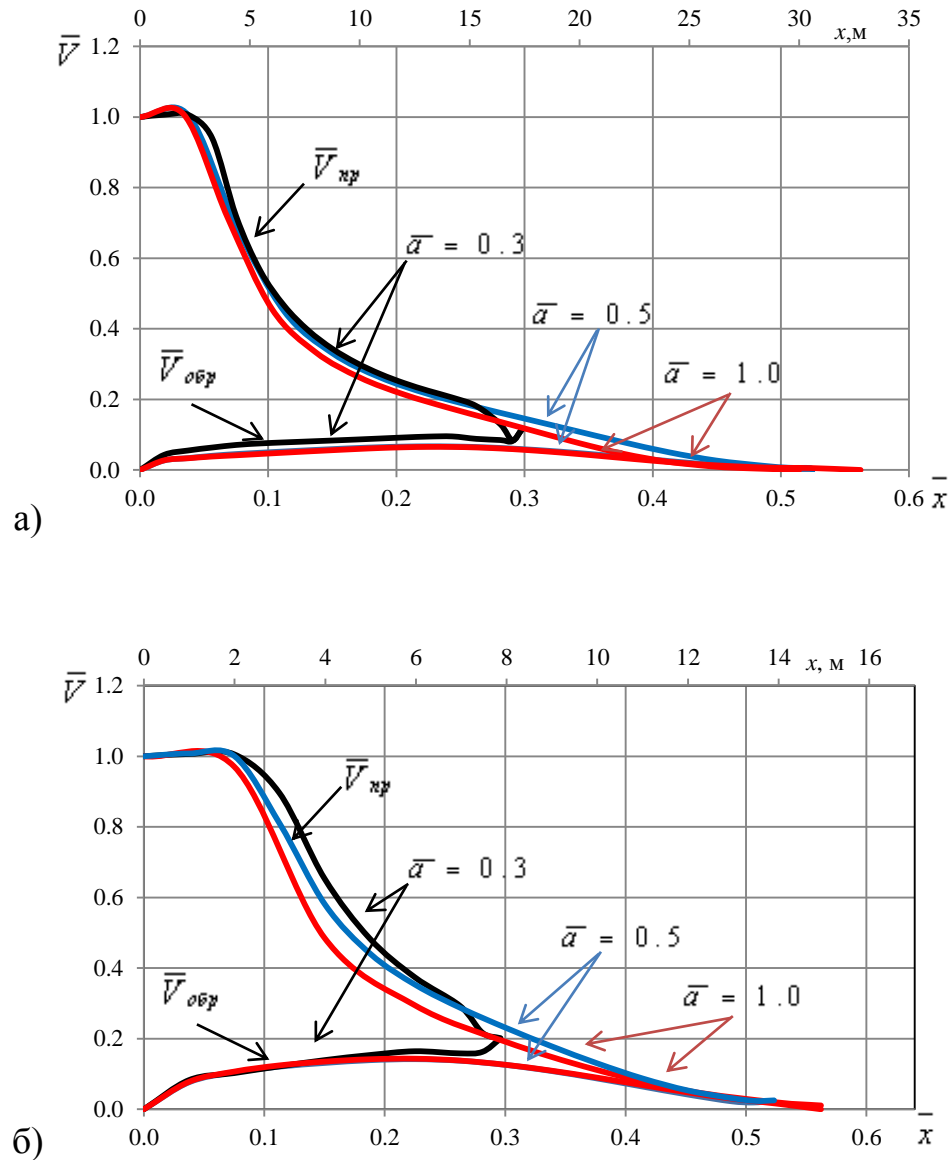 0 5 10 15 20 25 30 35
x,м
V̅
1.2
1.0
0.8
0.6
0.4
0.2
0.0
V̅пр
a̅ = 0.3
a̅ = 0.5
a̅ = 1.0
V̅обр
0.0 0.1 0.2 0.3 0.4 0.5 0.6
x̅
а)
0 2 4 6 8 10 12 14 16
x, м
V̅
1.2
1.0
0.8
0.6
0.4
0.2
0.0
V̅пр
a̅ = 0.3
a̅ = 0.5
a̅ = 1.0
V̅обр
0.0 0.1 0.2 0.3 0.4 0.5 0.6
x̅
б)